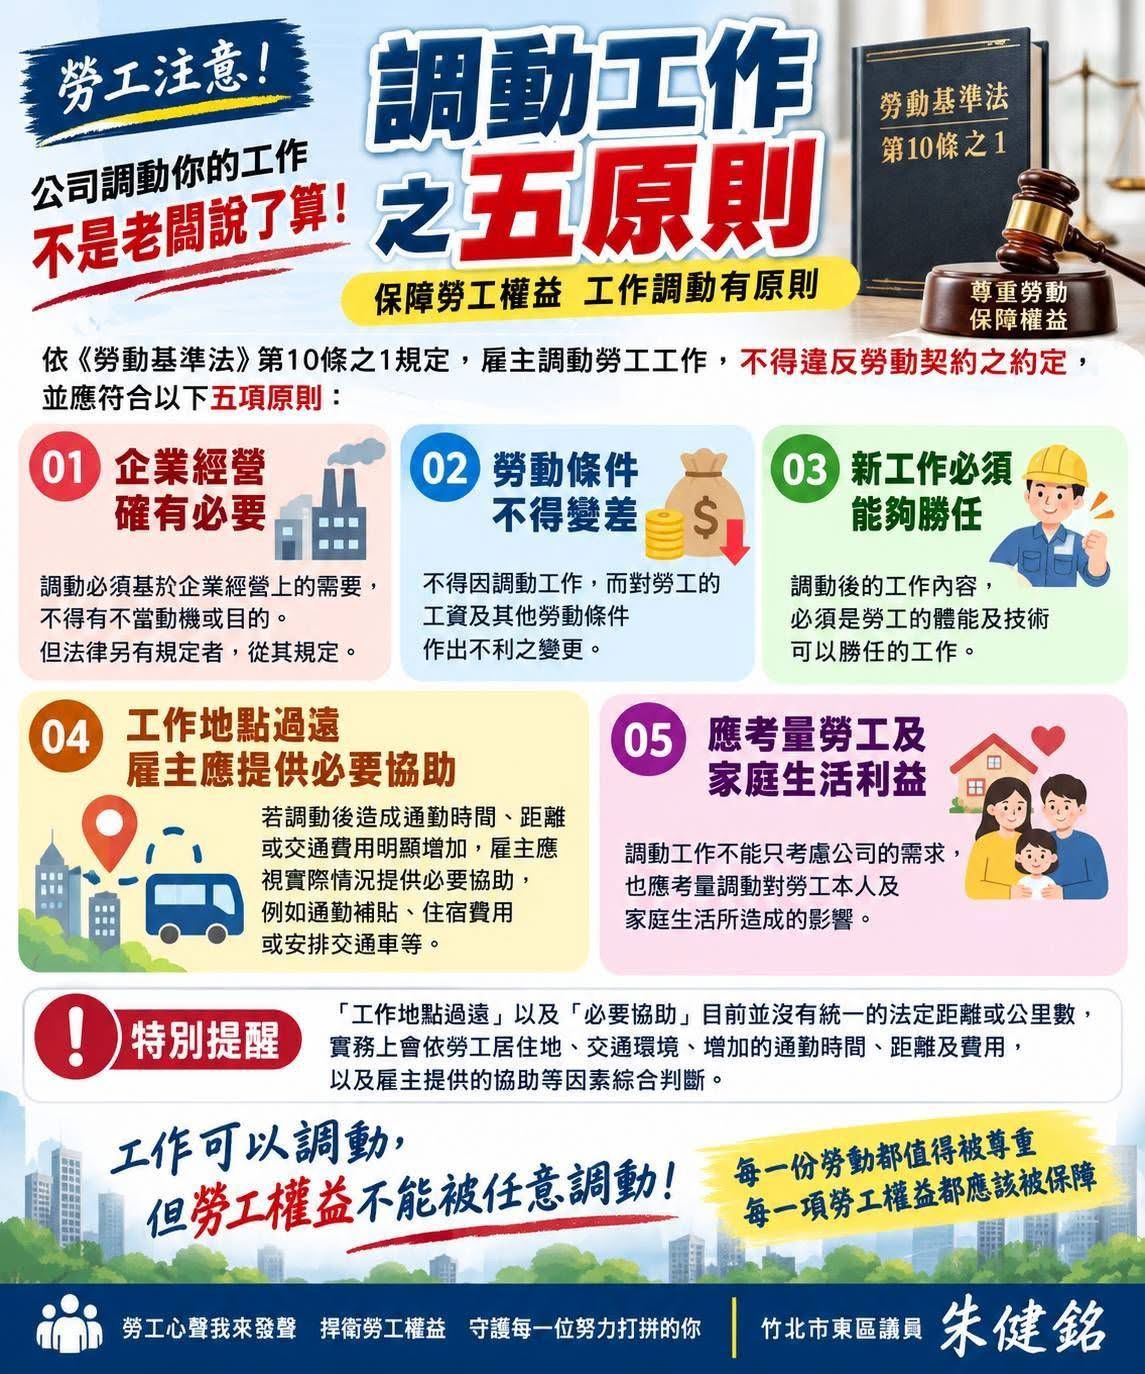 勞工注意!
公司調動你的工作
不是老闆說了算!
調動工作
之五原則
保障勞工權益 工作調動有原則
勞動基準法
第10條之1
尊重勞動
保障權益
依《勞動基準法》第10條之1規定，雇主調動勞工工作，不得違反勞動契約之約定，
並應符合以下五項原則：
01 企業經營
確有必要
調動必須基於企業經營上的需要，
不得有不當動機或目的。
但法律另有規定者，從其規定。
02 勞動條件
不得變差
$
不得因調動工作，而對勞工的
工資及其他勞動條件
作出不利之變更。
03 新工作必須
能夠勝任
調動後的工作內容，
必須是勞工的體能及技術
可以勝任的工作。
04 工作地點過遠
雇主應提供必要協助
若調動後造成通勤時間、距離
或交通費用明顯增加，雇主應
視實際情況提供必要協助，
例如通勤補貼、住宿費用
或安排交通車等。
05 應考量勞工及
家庭生活利益
調動工作不能只考慮公司的需求，
也應考量調動對勞工本人及
家庭生活所造成的影響。
! 特別提醒
「工作地點過遠」以及「必要協助」目前並沒有統一的法定距離或公里數，
實務上會依勞工居住地、交通環境、增加的通勤時間、距離及費用，
以及雇主提供的協助等因素綜合判斷。
工作可以調動，
但勞工權益不能被任意調動!
每一份勞動都值得被尊重
每一項勞工權益都應該被保障
勞工心聲我來發聲 捍衛勞工權益 守護每一位努力打拼的你
竹北市東區議員 朱健銘